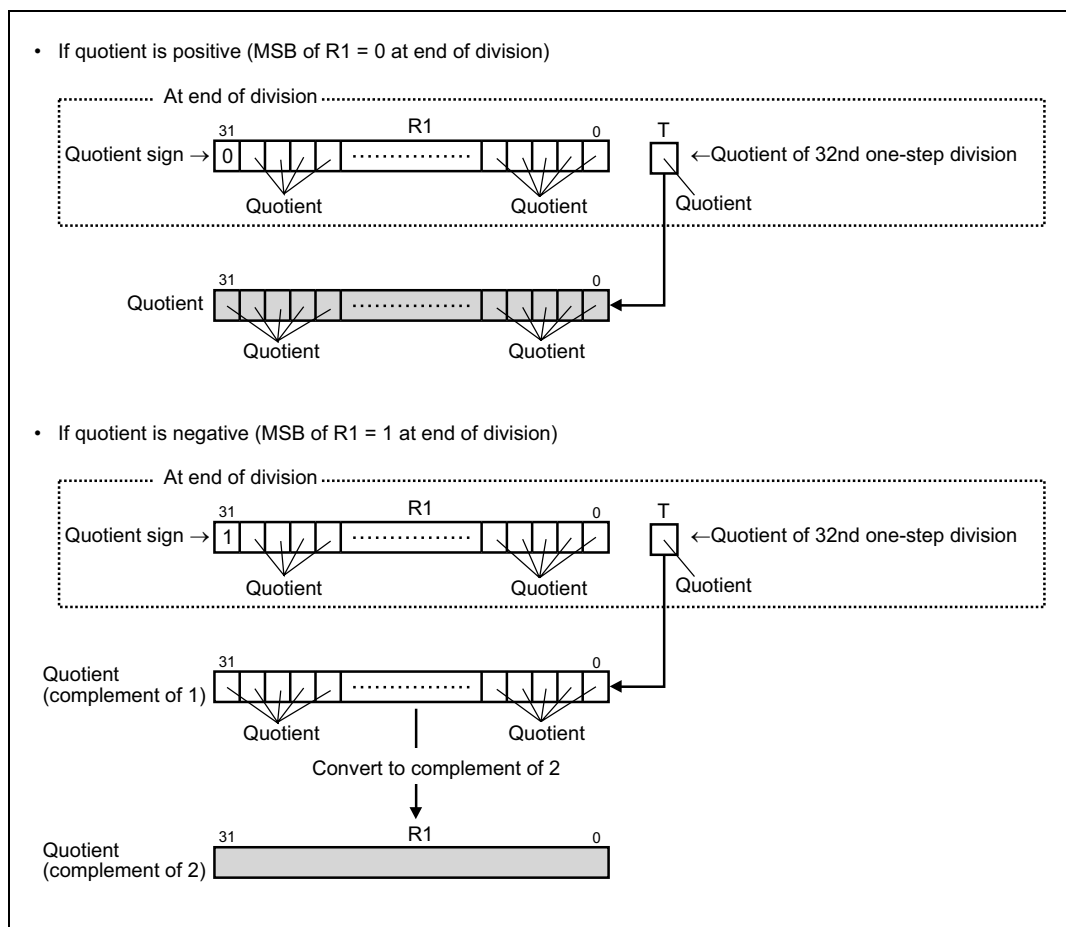 • If quotient is positive (MSB of R1 = 0 at end of division)
At end of division
31 R1 0 T
Quotient sign → 0 ←Quotient of 32nd one-step division
Quotient Quotient Quotient
31 0
Quotient
Quotient Quotient
• If quotient is negative (MSB of R1 = 1 at end of division)
At end of division
31 R1 0 T
Quotient sign → 1 ←Quotient of 32nd one-step division
Quotient Quotient Quotient
31 0
Quotient
(complement of 1)
Quotient Quotient
Convert to complement of 2
31 R1 0
Quotient
(complement of 2)